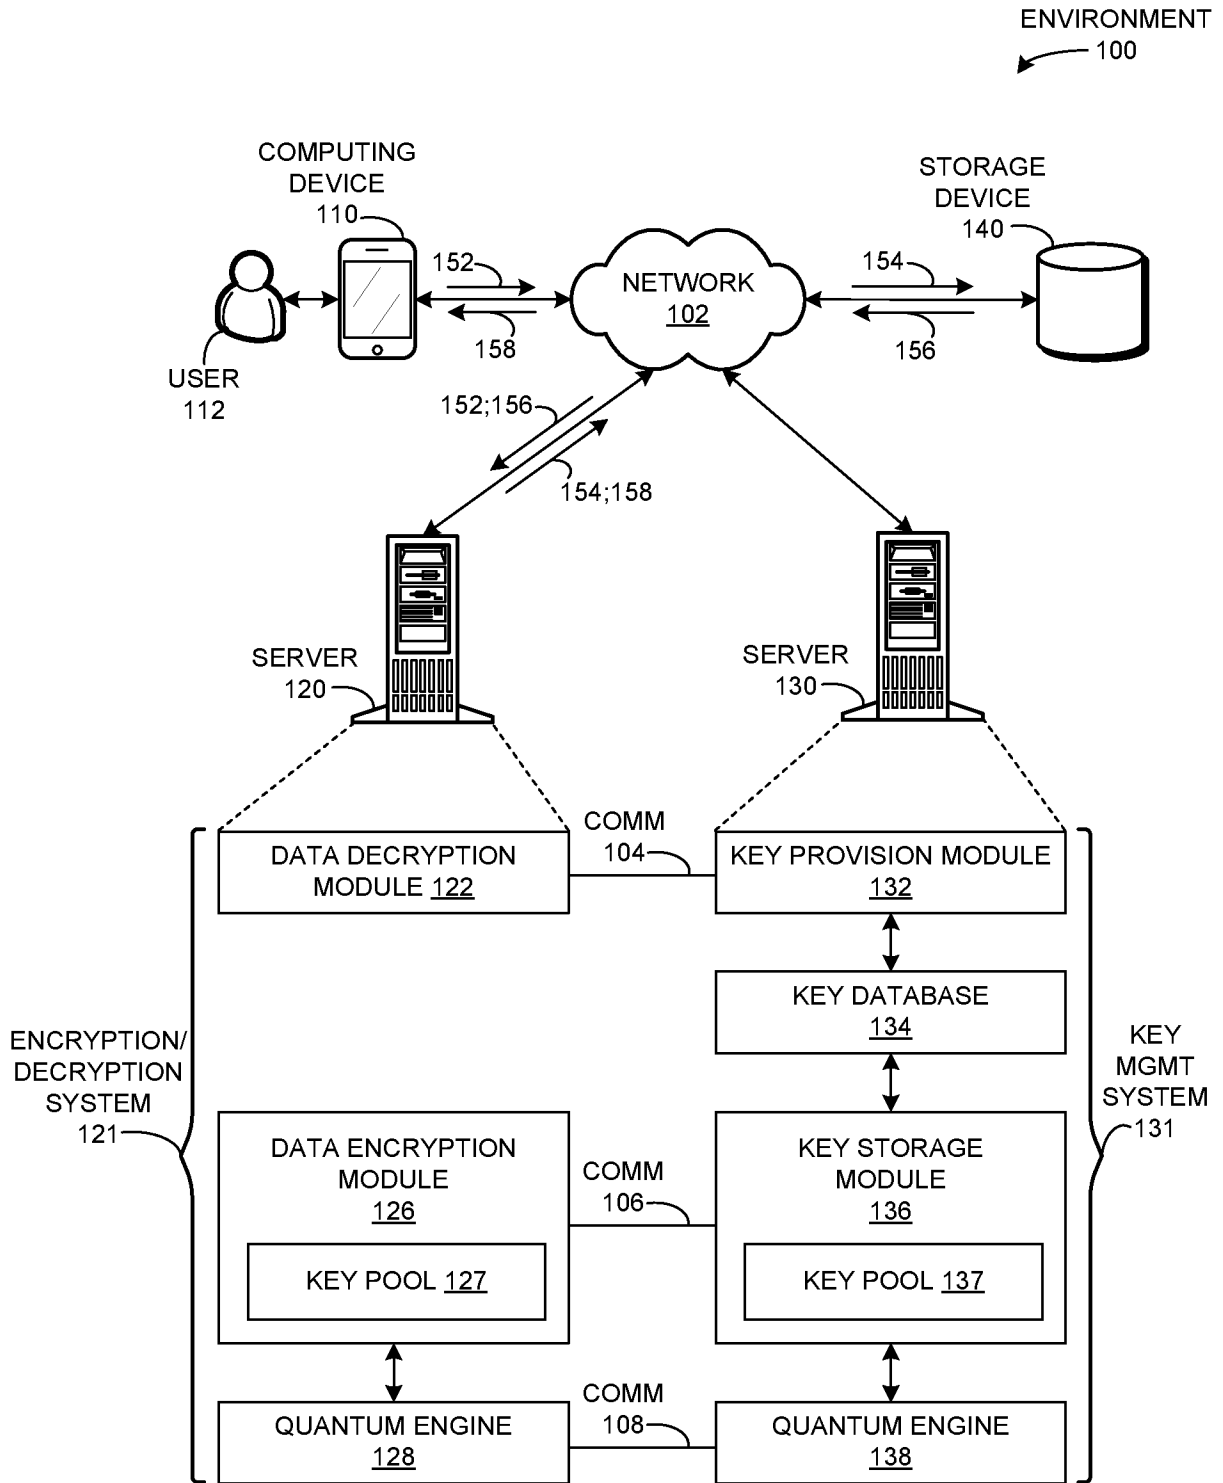 ENVIRONMENT
100
COMPUTING
DEVICE
110
STORAGE
DEVICE
140
152
158
NETWORK
102
154
156
USER
112
152;156
154;158
SERVER
120
SERVER
130
COMM
104
DATA DECRYPTION
MODULE 122
KEY PROVISION MODULE
132
KEY DATABASE
134
ENCRYPTION/
DECRYPTION
SYSTEM
121
KEY
MGMT
SYSTEM
131
DATA ENCRYPTION
MODULE
126
KEY POOL 127
COMM
106
KEY STORAGE
MODULE
136
KEY POOL 137
QUANTUM ENGINE
128
COMM
108
QUANTUM ENGINE
138